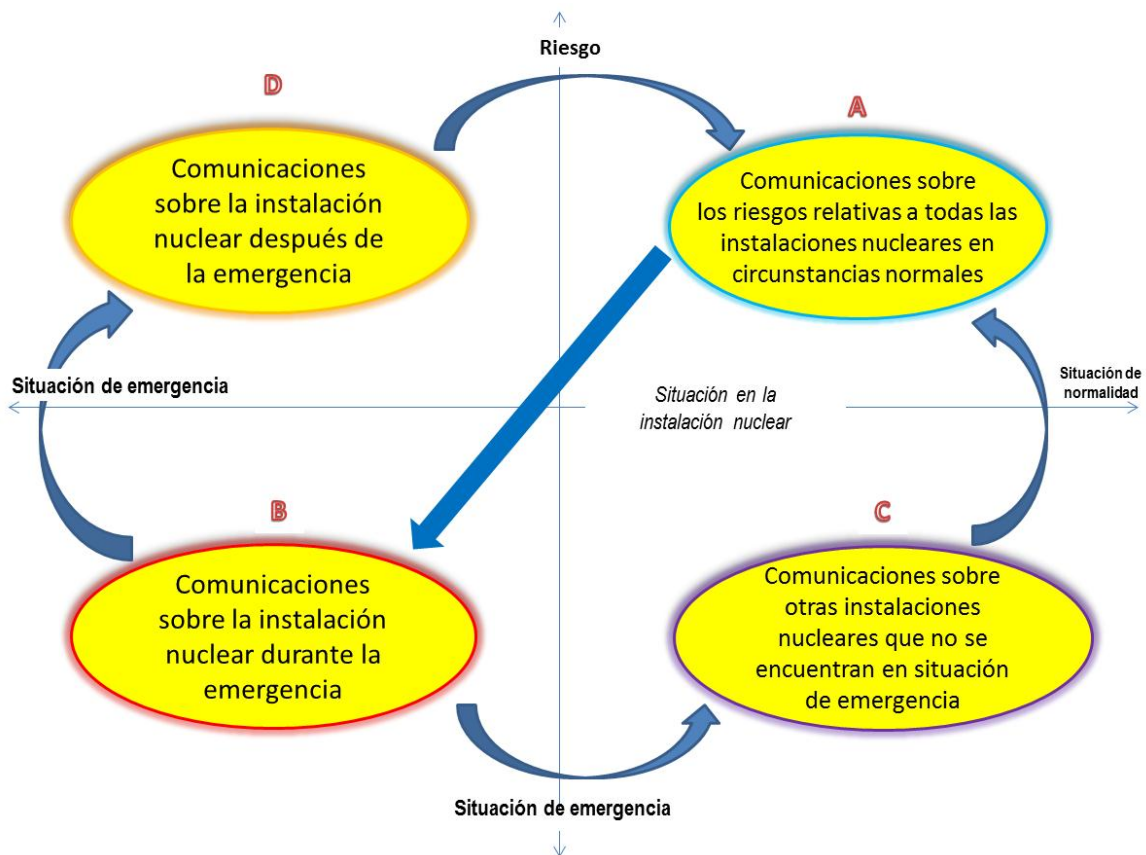 Riesgo
D
A
Comunicaciones
sobre la instalación
nuclear después de
la emergencia
Comunicaciones sobre
los riesgos relativas a todas las
instalaciones nucleares en
circunstancias normales
Situación de emergencia
Situación en la
instalación nuclear
Situación de
normalidad
B
C
Comunicaciones
sobre la instalación
nuclear durante la
emergencia
Comunicaciones sobre
otras instalaciones
nucleares que no se
encuentran en situación
de emergencia
Situación de emergencia